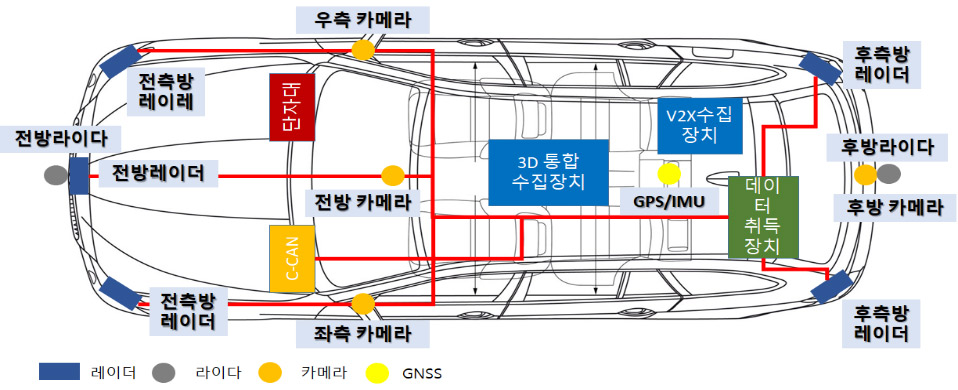 우측 카메라
후측방
레이더
전측방
레이레
단자대
V2X수집
장치
전방라이다
후방라이다
3D 통합
수집장치
전방레이더
데이
터
취득
장치
전방 카메라
GPS/IMU
후방 카메라
C-CAN
전측방
레이더
후측방
레이더
좌측 카메라
레이더
라이다
카메라
GNSS